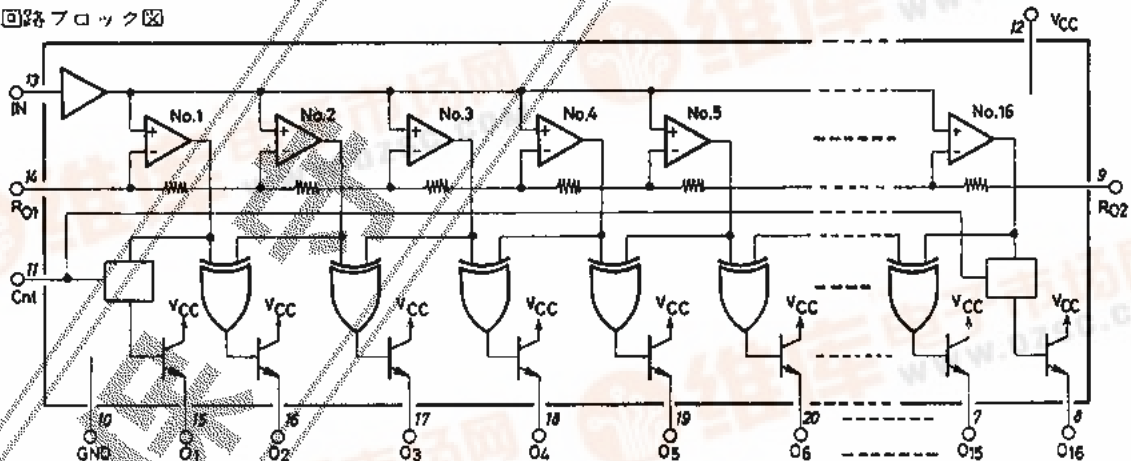 回路ブロック図
12 VCC
13
IN
No.1 No.2 No.3 No.4 No.5 No.16
+ + + + + +
- - - - - -
14
RO1
9
RO2
11
Cnt
VCC VCC VCC VCC VCC VCC VCC VCC
10 15 16 17 18 19 20 7 8
GND O1 O2 O3 O4 O5 O6 O15 O16